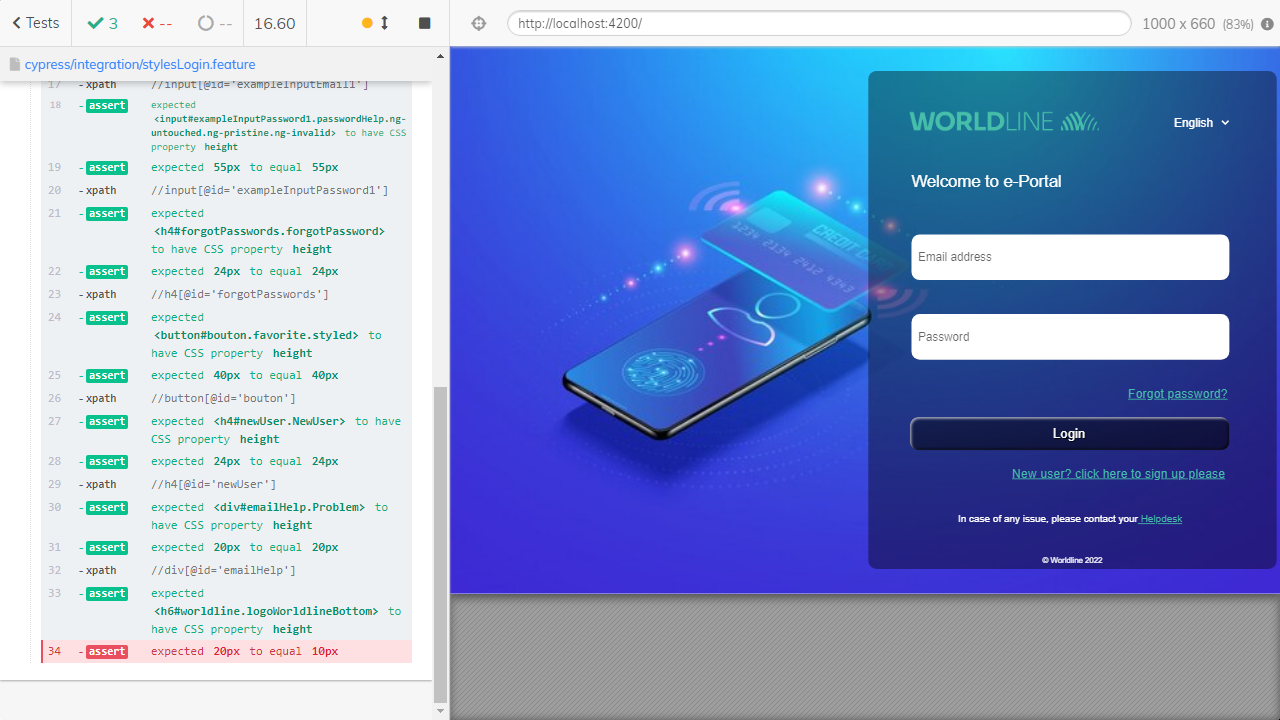 Tests
3
--
--
16.60
http://localhost:4200/
1000 x 660 (83%)
cypress/integration/stylesLogin.feature
17 -xpath //input[@id='exampleInputEmail1']
18 -assert expected
<input#exampleInputPassword1.passwordHelp.ng-
untouched.ng-pristine.ng-invalid> to have CSS
property height
19 -assert expected 55px to equal 55px
20 -xpath //input[@id='exampleInputPassword1']
21 -assert expected
<h4#forgotPasswords.forgotPassword>
to have CSS property height
22 -assert expected 24px to equal 24px
23 -xpath //h4[@id='forgotPasswords']
24 -assert expected
<button#bouton.favorite.styled> to
have CSS property height
25 -assert expected 40px to equal 40px
26 -xpath //button[@id='bouton']
27 -assert expected <h4#newUser.NewUser> to have
CSS property height
28 -assert expected 24px to equal 24px
29 -xpath //h4[@id='newUser']
30 -assert expected <div#emailHelp.Problem> to
have CSS property height
31 -assert expected 20px to equal 20px
32 -xpath //div[@id='emailHelp']
33 -assert expected
<h6#worldline.logoWorldlineBottom> to
have CSS property height
34 -assert expected 20px to equal 10px
WORLDLINE
English
Welcome to e-Portal
CREDIT CA
1234 2134 2412 4343
Email address
Password
Forgot password?
Login
New user? click here to sign up please
In case of any issue, please contact your Helpdesk
© Worldline 2022